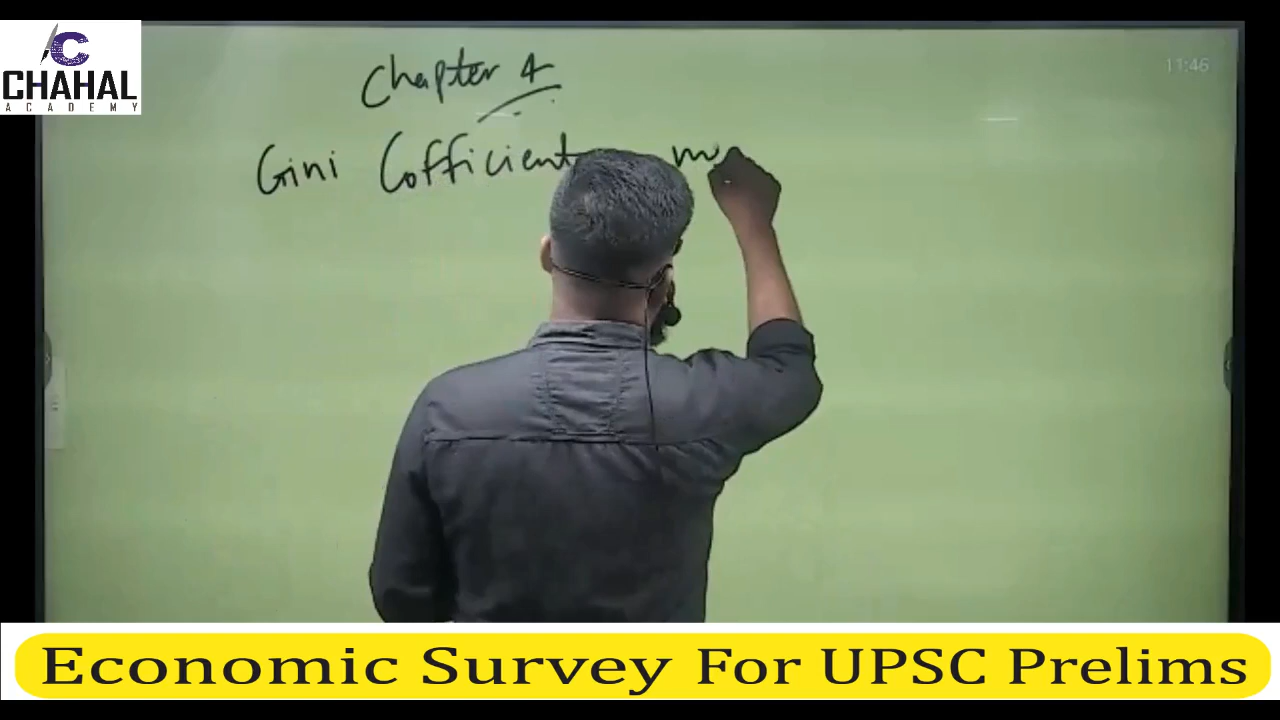 CHAHAL
ACADEMY
11:46
Chapter 4
Gini Cofficient
Economic Survey For UPSC Prelims